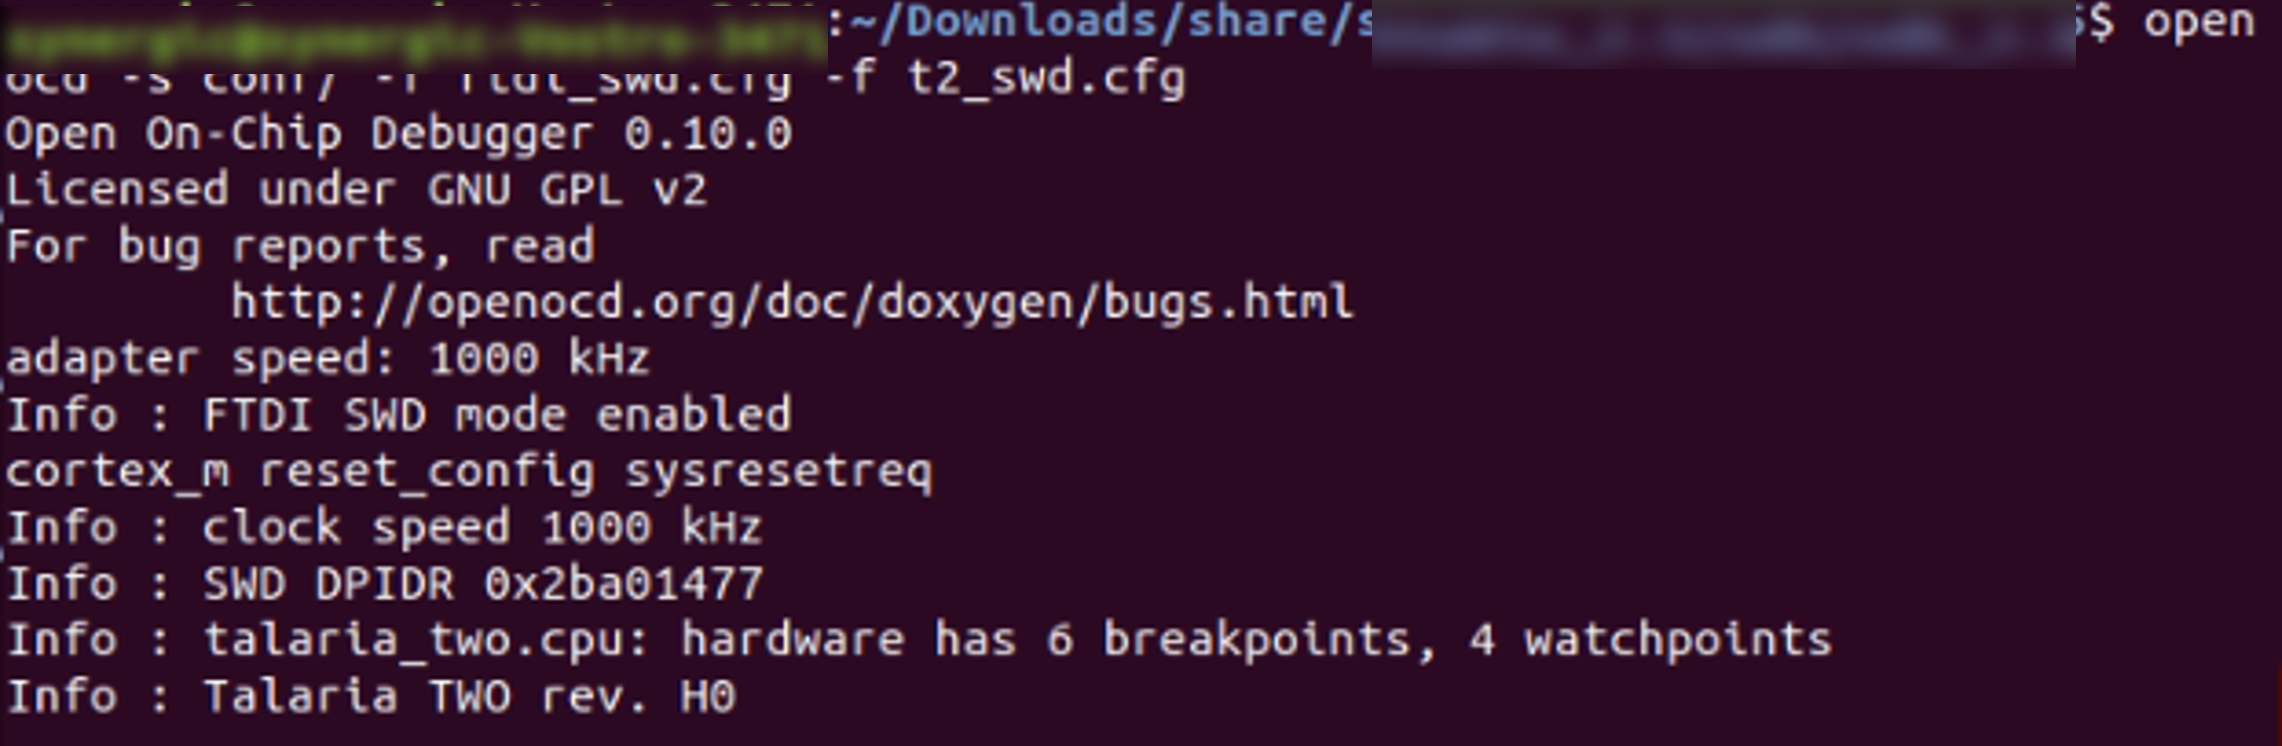 :~/Downloads/share/s $ open
ocd -s conf/ -f ftdi_swd.cfg -f t2_swd.cfg
Open On-Chip Debugger 0.10.0
Licensed under GNU GPL v2
For bug reports, read
http://openocd.org/doc/doxygen/bugs.html
adapter speed: 1000 kHz
Info : FTDI SWD mode enabled
cortex_m reset_config sysresetreq
Info : clock speed 1000 kHz
Info : SWD DPIDR 0x2ba01477
Info : talaria_two.cpu: hardware has 6 breakpoints, 4 watchpoints
Info : Talaria TWO rev. H0